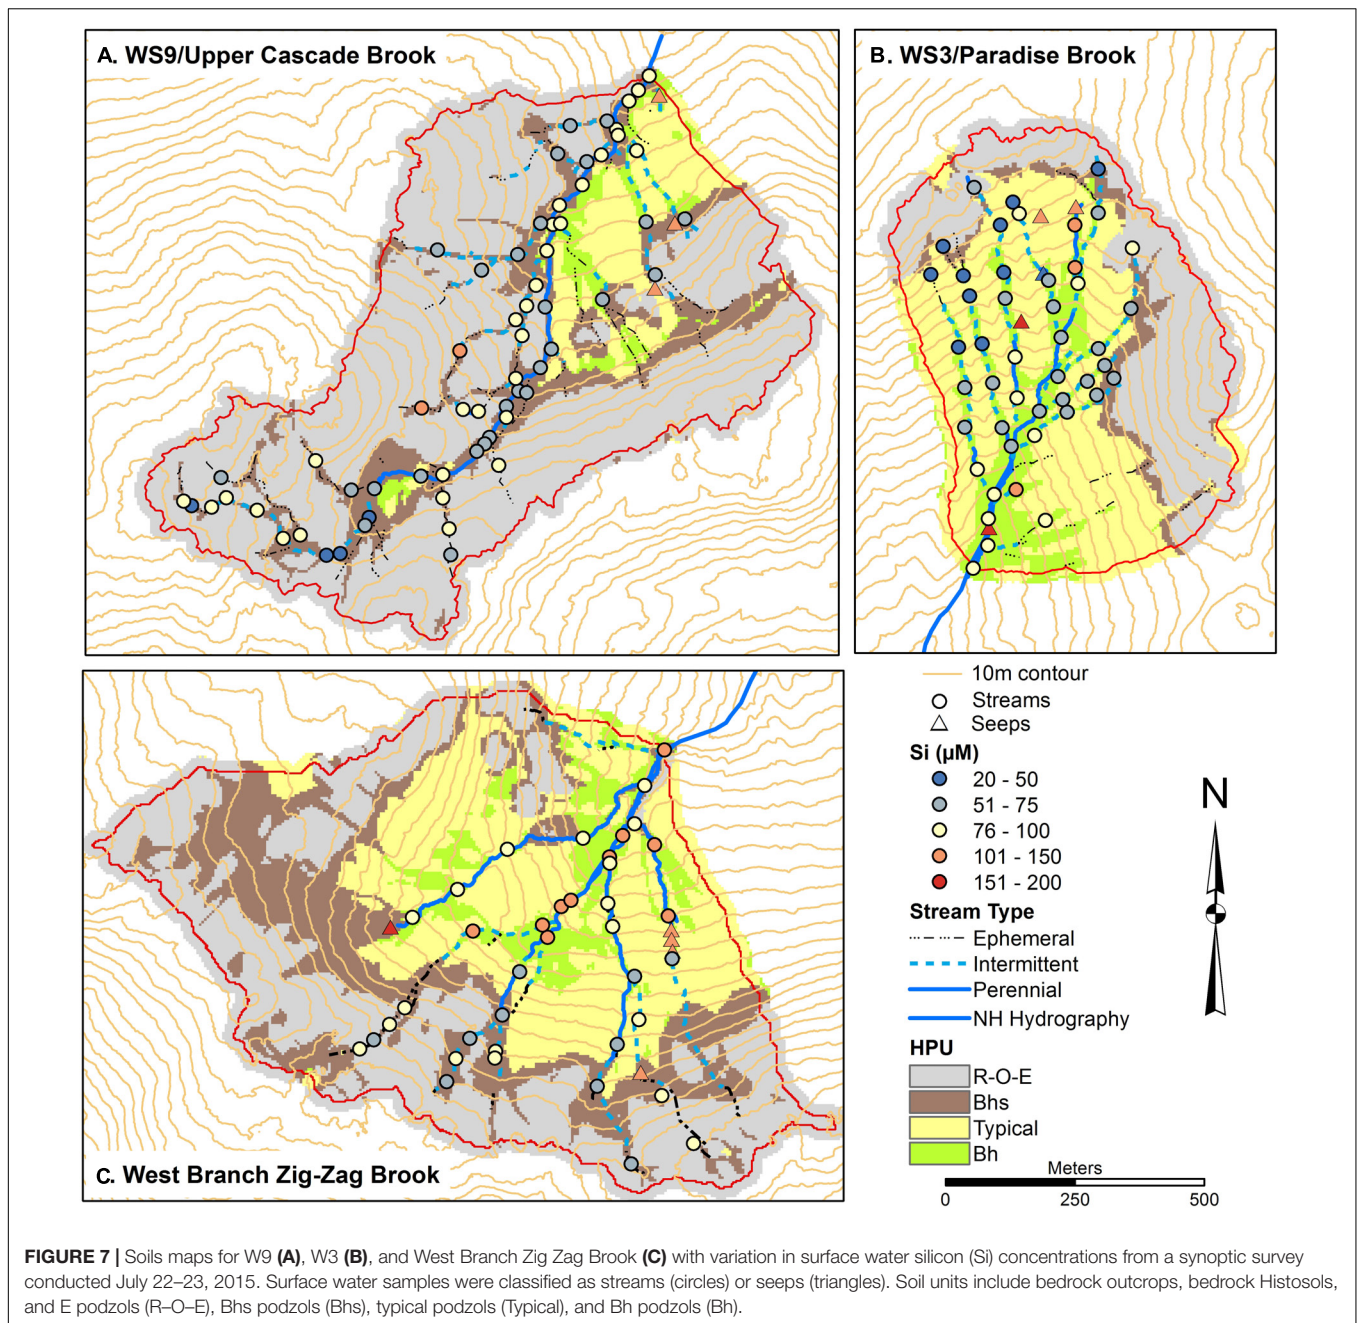 A. WS9/Upper Cascade Brook
B. WS3/Paradise Brook
C. West Branch Zig-Zag Brook
10m contour
Streams
Seeps
Si (µM)
20 - 50
51 - 75
76 - 100
101 - 150
151 - 200
Stream Type
Ephemeral
Intermittent
Perennial
NH Hydrography
HPU
R-O-E
Bhs
Typical
Bh
N
Meters
0 250 500
FIGURE 7 | Soils maps for W9 (A), W3 (B), and West Branch Zig Zag Brook (C) with variation in surface water silicon (Si) concentrations from a synoptic survey
conducted July 22–23, 2015. Surface water samples were classified as streams (circles) or seeps (triangles). Soil units include bedrock outcrops, bedrock Histosols,
and E podzols (R–O–E), Bhs podzols (Bhs), typical podzols (Typical), and Bh podzols (Bh).